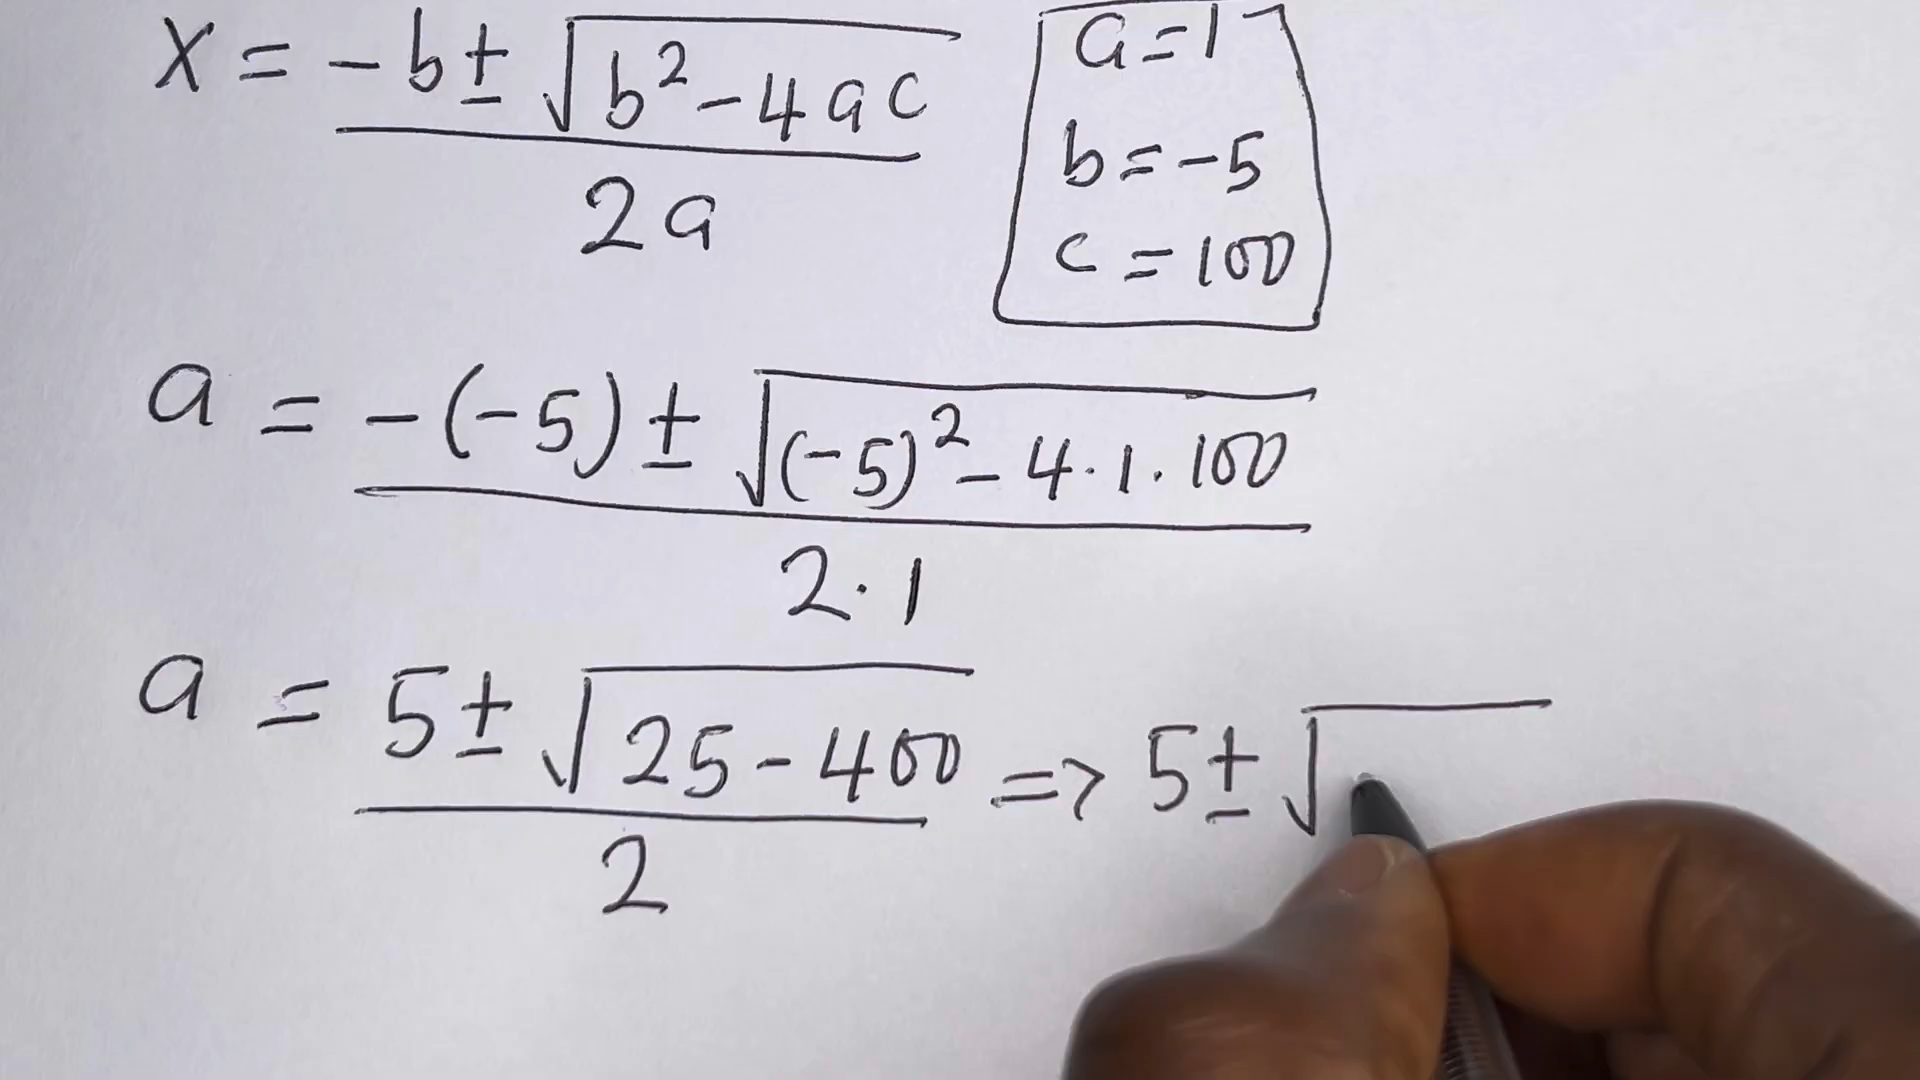 x = -b ± √(b² - 4ac) / 2a
a = 1
b = -5
c = 100
a = -(-5) ± √((-5)² - 4·1·100) / 2·1
a = 5 ± √(25 - 400) / 2 => 5 ± √